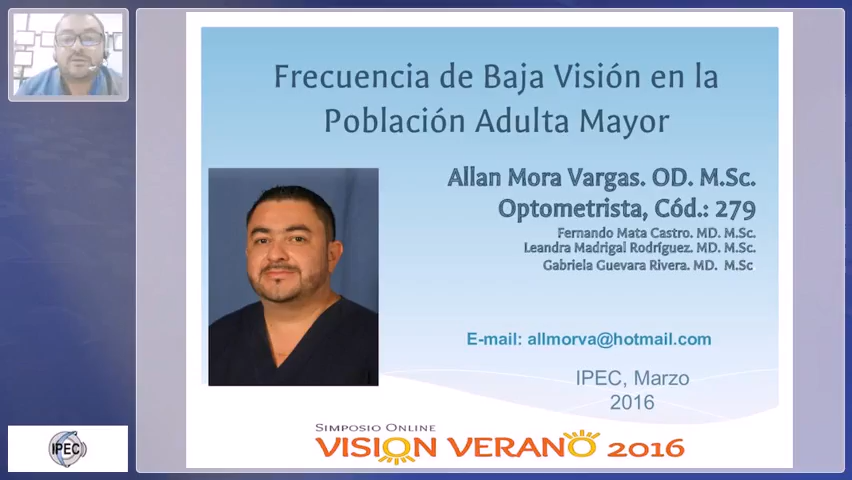 Frecuencia de Baja Visión en la
Población Adulta Mayor
Allan Mora Vargas. OD. M.Sc.
Optometrista, Cód.: 279
Fernando Mata Castro. MD. M.Sc.
Leandra Madrigal Rodríguez. MD. M.Sc.
Gabriela Guevara Rivera. MD. M.Sc
E-mail: allmorva@hotmail.com
IPEC, Marzo
2016
SIMPOSIO ONLINE
VISION VERANO 2016
IPEC